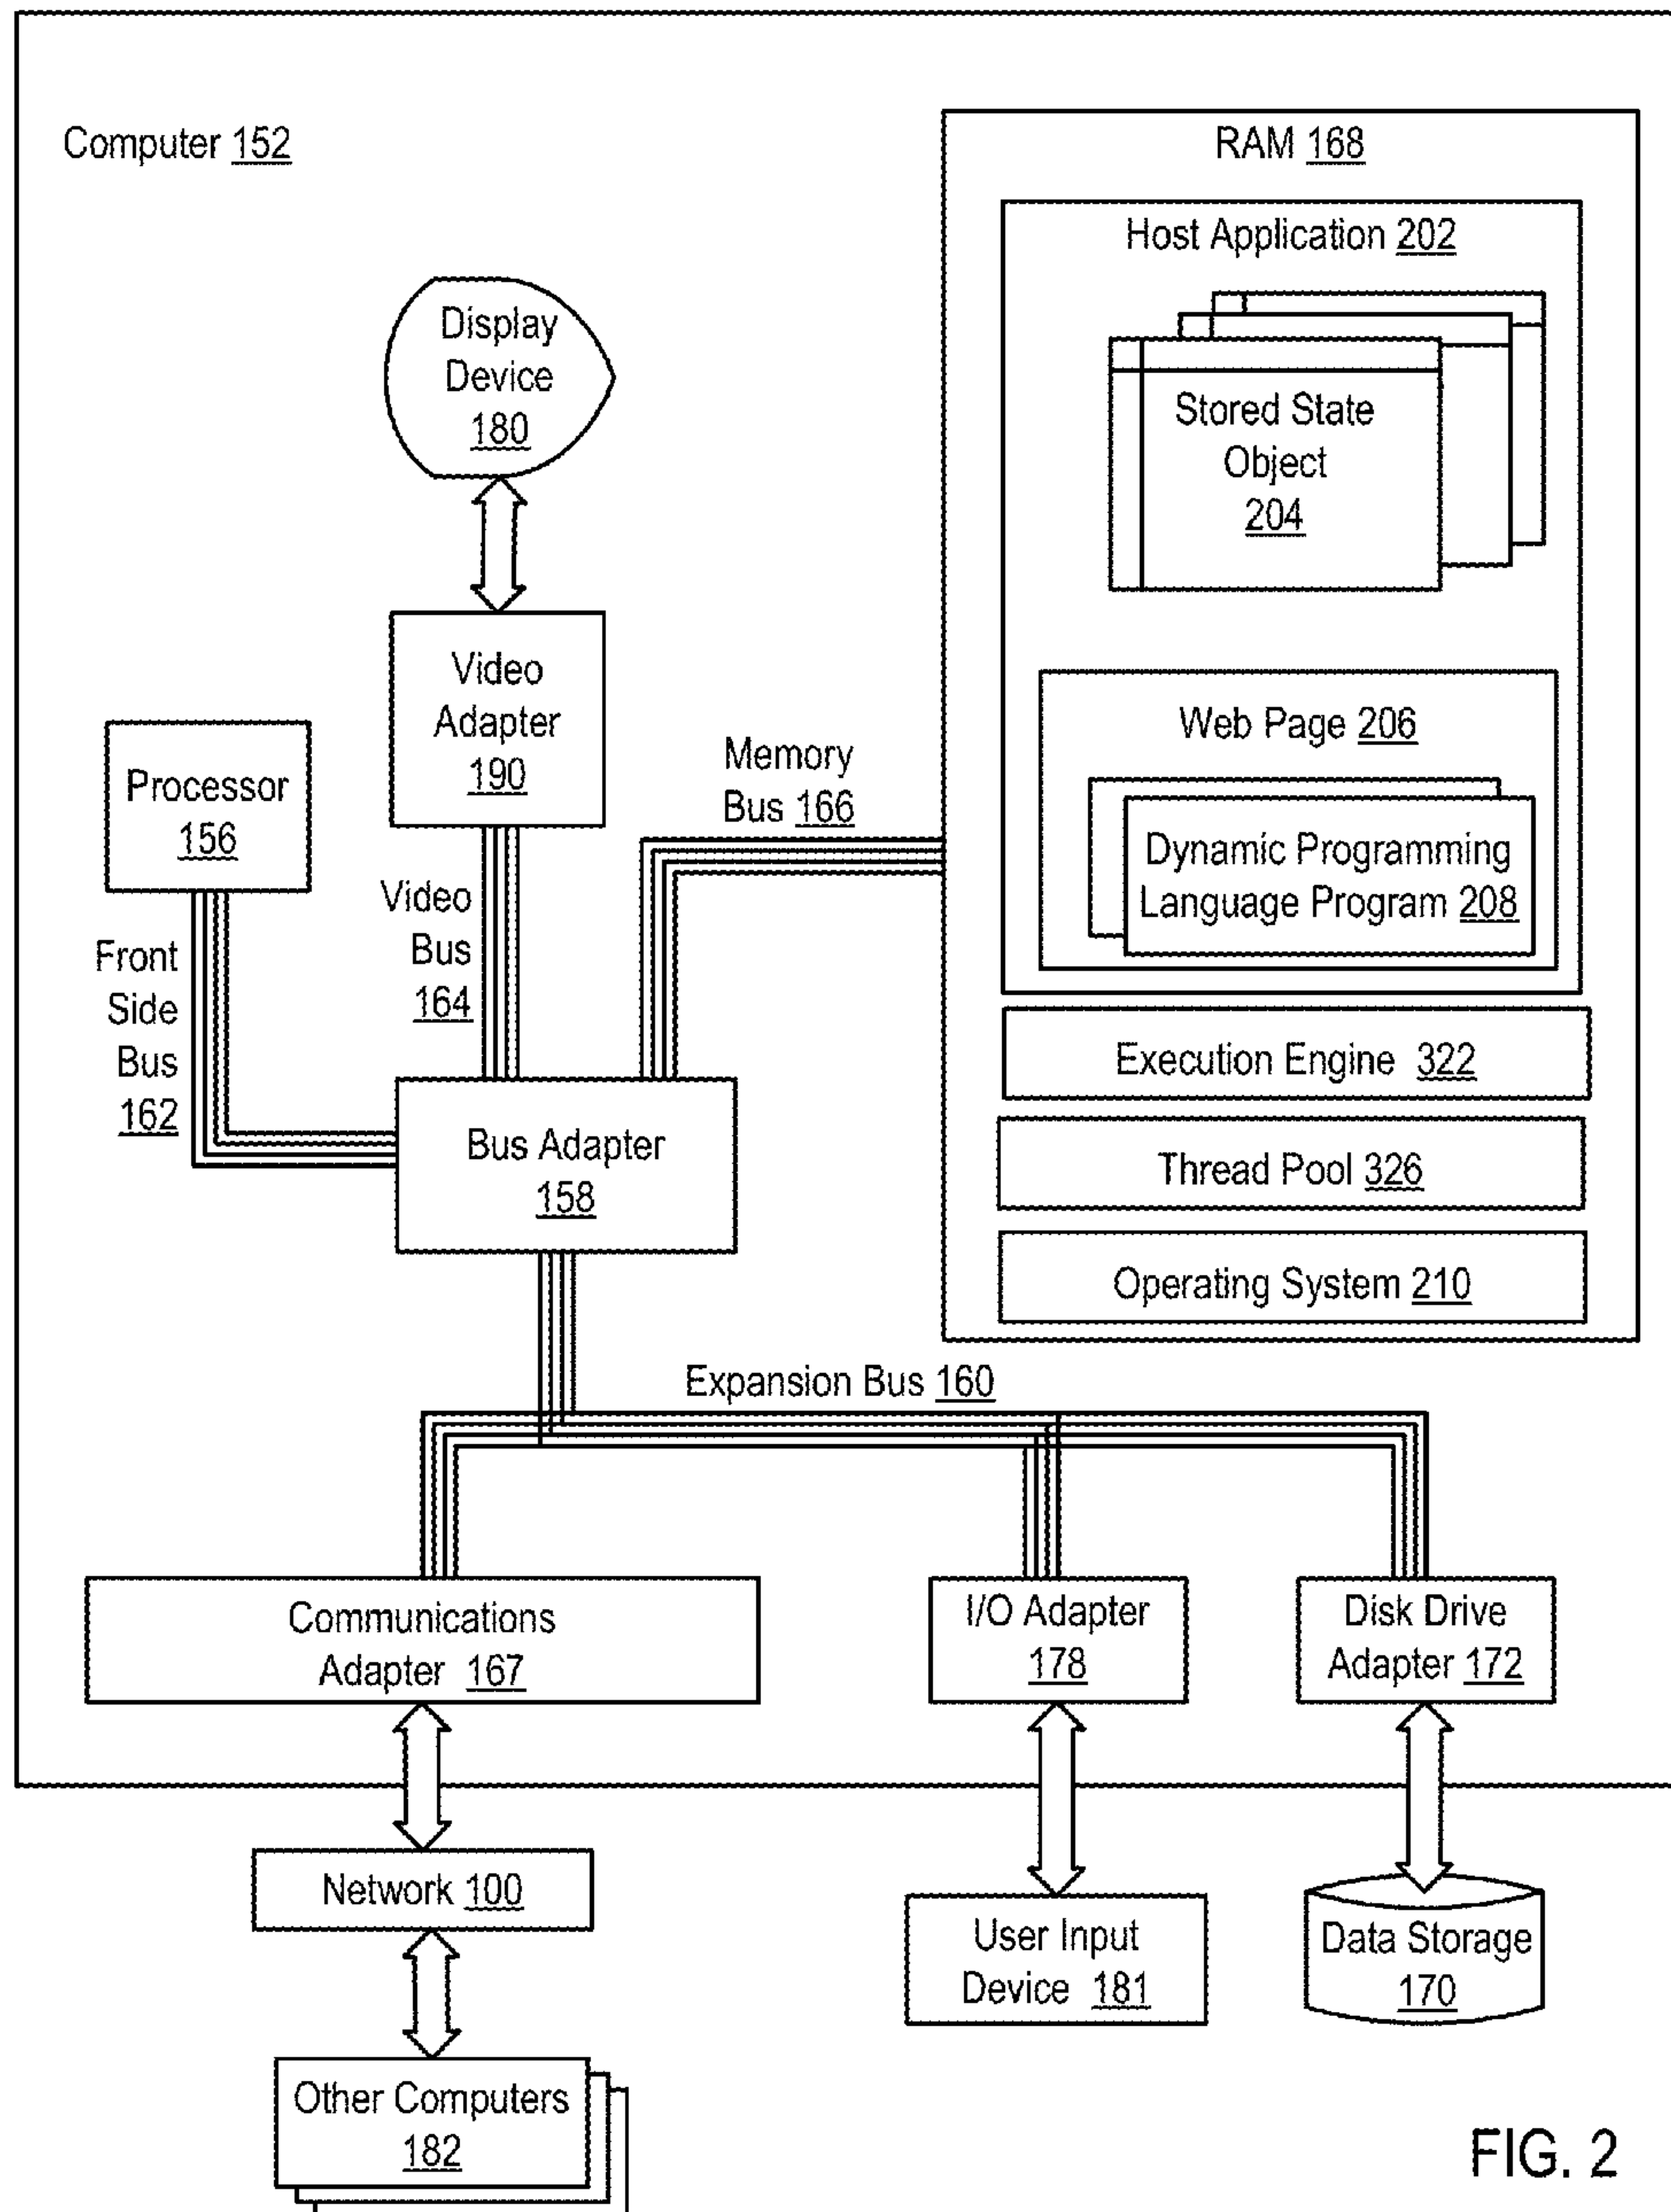 Computer 152
RAM 168
Host Application 202
Stored State
Object
204
Web Page 206
Dynamic Programming
Language Program 208
Execution Engine 322
Thread Pool 326
Operating System 210
Display
Device
180
Video
Adapter
190
Processor
156
Memory
Bus 166
Video
Bus
164
Front
Side
Bus
162
Bus Adapter
158
Expansion Bus 160
Communications
Adapter 167
I/O Adapter
178
Disk Drive
Adapter 172
Network 100
User Input
Device 181
Data Storage
170
Other Computers
182
FIG. 2